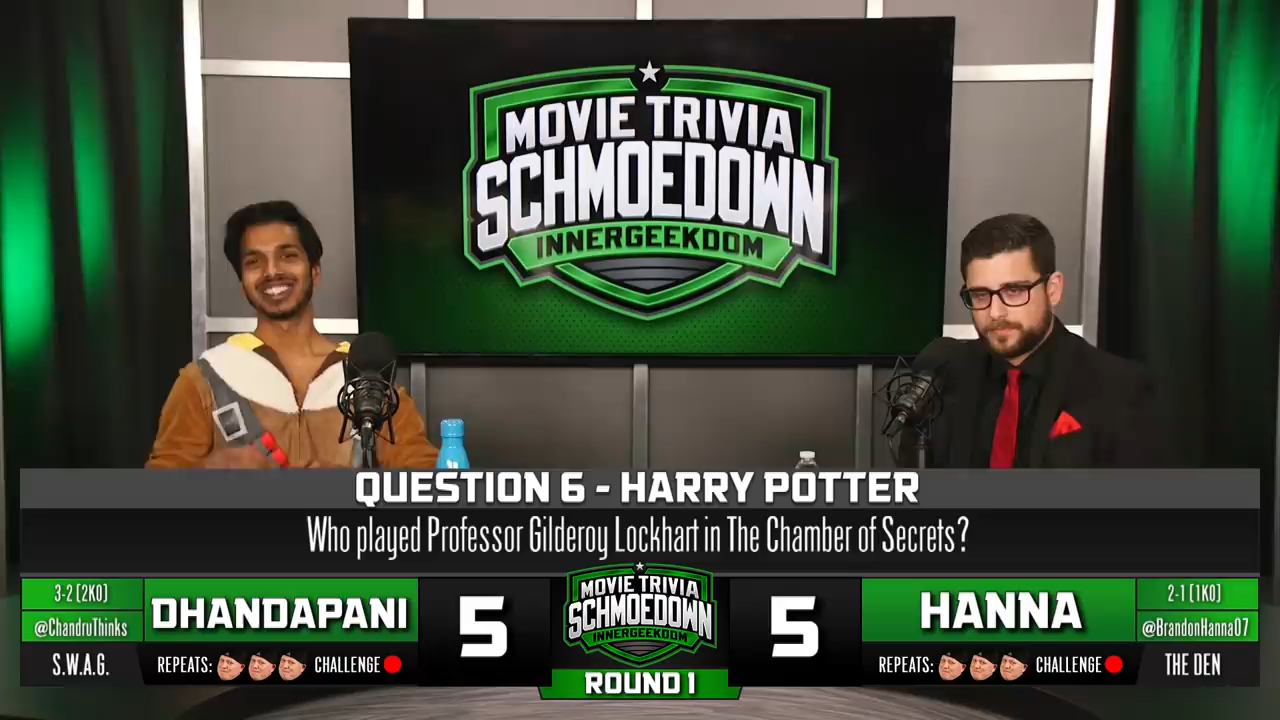 MOVIE TRIVIA
SCHMOEDOWN
INNERGEEKDOM
QUESTION 6 - HARRY POTTER
Who played Professor Gilderoy Lockhart in The Chamber of Secrets?
3-2 [2KO]
@ChandruThinks
S.W.A.G.
DHANDAPANI
REPEATS:
CHALLENGE
5
MOVIE TRIVIA
SCHMOEDOWN
INNERGEEKDOM
ROUND 1
5
HANNA
REPEATS:
CHALLENGE
2-1 [1KO]
@BrandonHanna07
THE DEN